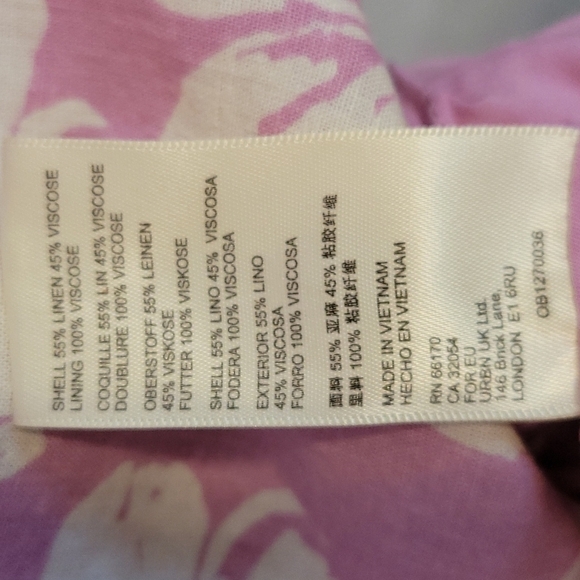 SHELL 55% LINEN 45% VISCOSE
LINING 100% VISCOSE
COQUILLE 55% LIN 45% VISCOSE
DOUBLURE 100% VISCOSE
OBERSTOFF 55% LEINEN
45% VISKOSE
FUTTER 100% VISKOSE
SHELL 55% LINO 45% VISCOSA
FODERA 100% VISCOSA
EXTERIOR 55% LINO
45% VISCOSA
FORRO 100% VISCOSA
面料 55% 亚麻 45% 粘胶纤维
里料 100% 粘胶纤维
MADE IN VIETNAM
HECHO EN VIETNAM
RN 66170
CA 32054
FOR EU
URBN UK Ltd.
146 Brick Lane,
LONDON E1 6RU
OB1270036